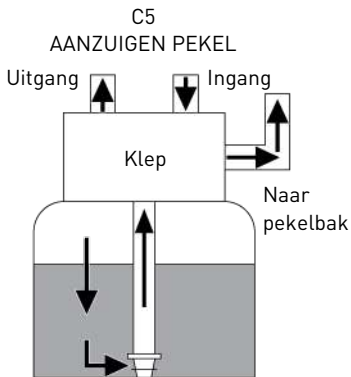 C5
AANZUIGEN PEKEL
Uitgang
Ingang
Klep
Naar
pekelbak